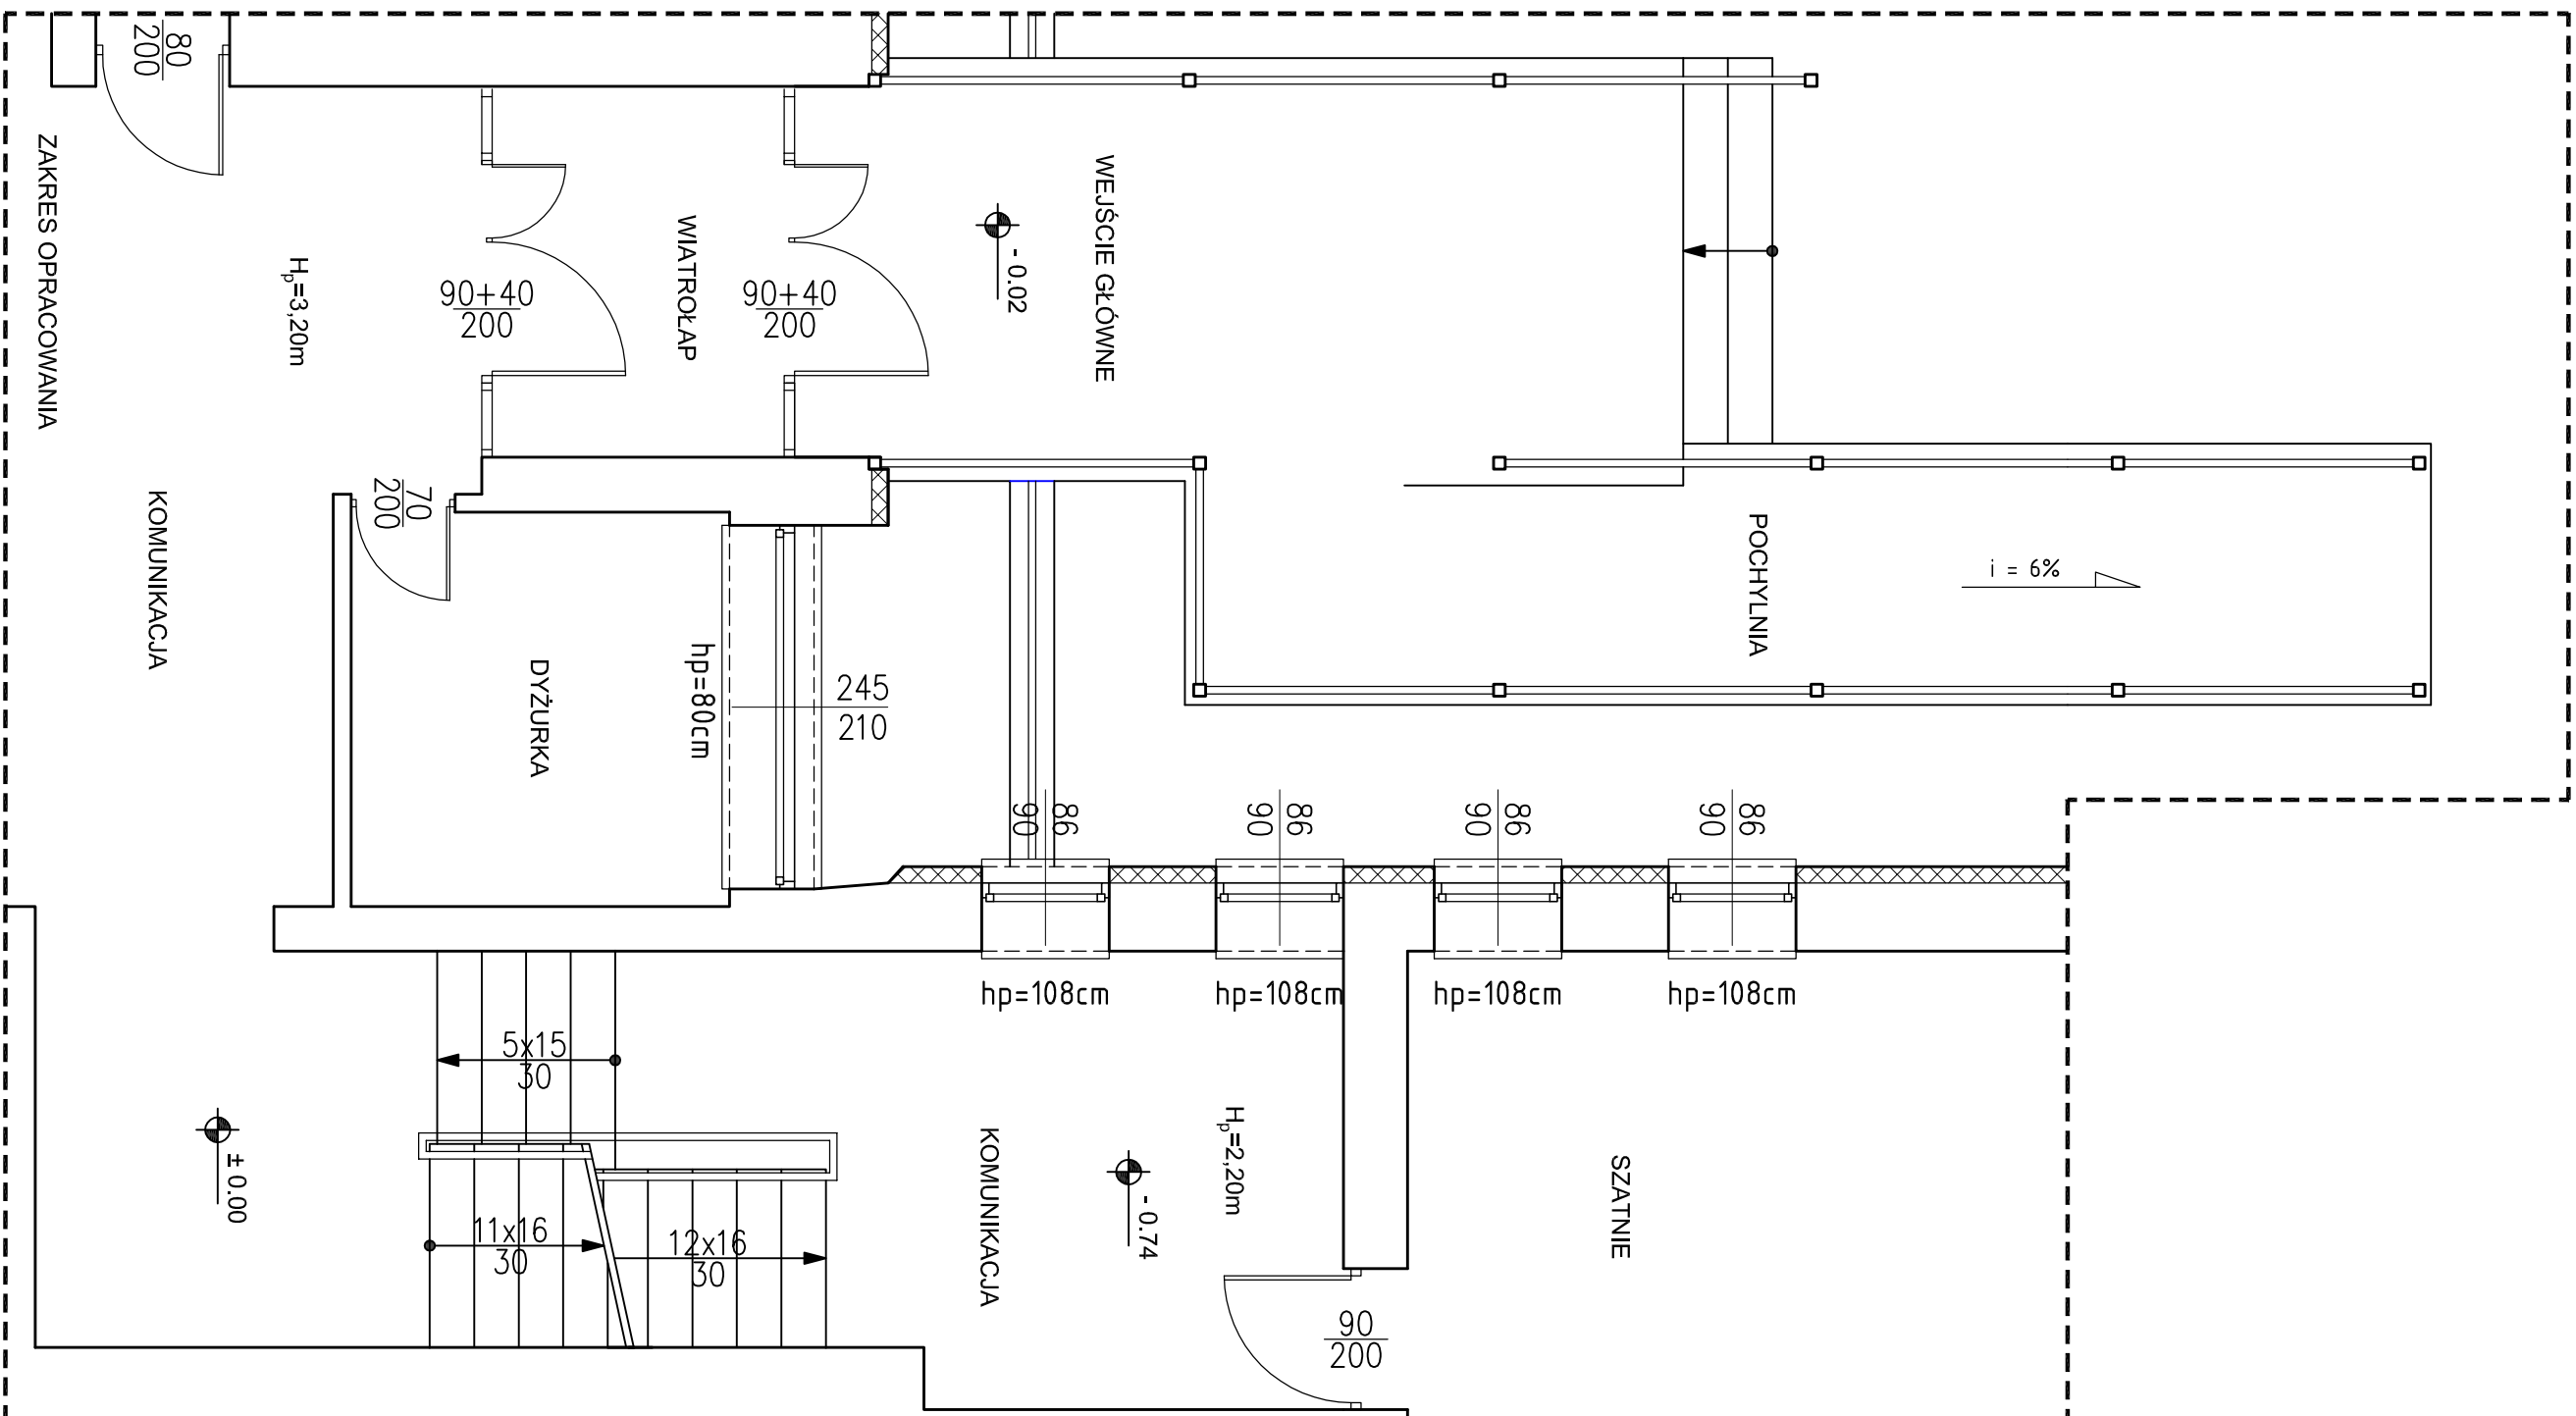 80
200
ZAKRES OPRACOWANIA
Hp=3,20m
90+40
200
WIATROŁAP
90+40
200
- 0.02
WEJŚCIE GŁÓWNE
KOMUNIKACJA
70
200
DYŻURKA
hp=80cm
245
210
POCHYLNIA
i = 6%
86
90
86
90
86
90
86
90
hp=108cm
hp=108cm
hp=108cm
hp=108cm
5x15
30
± 0.00
11x16
30
12x16
30
KOMUNIKACJA
- 0.74
Hp=2,20m
SZATNIE
90
200